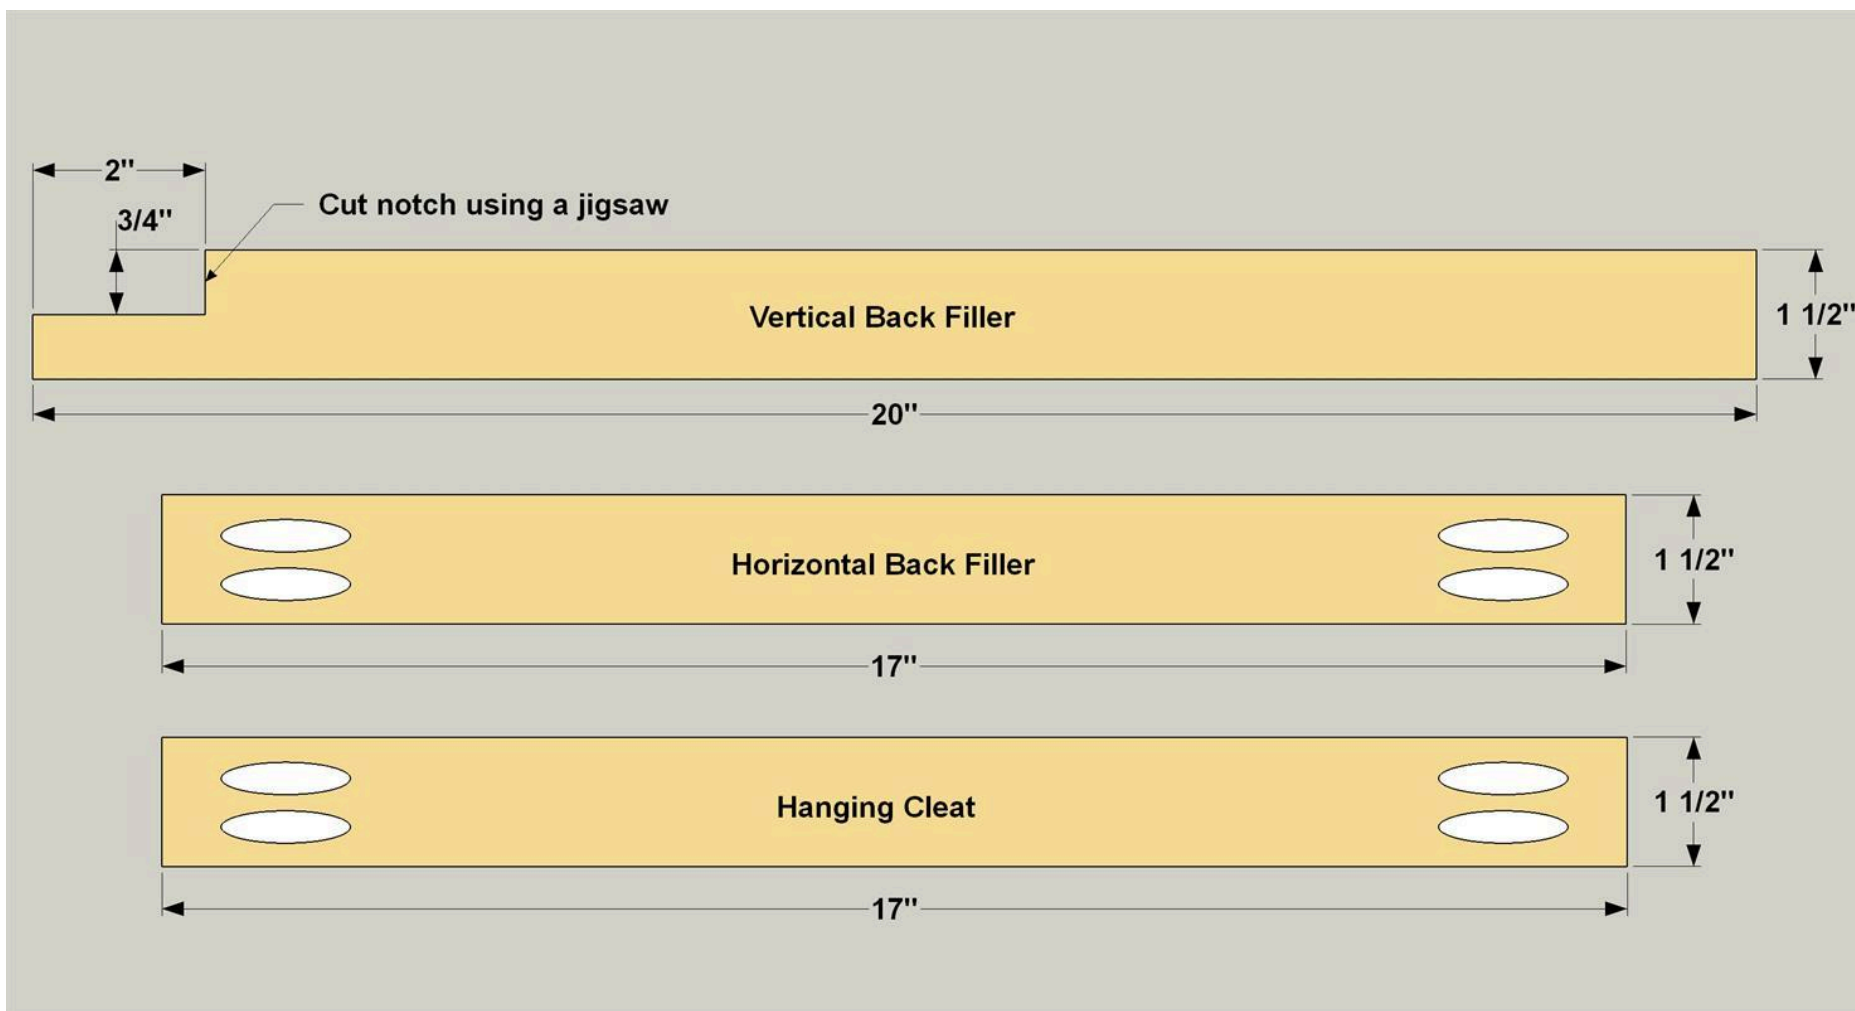 2"
Cut notch using a jigsaw
3/4"
Vertical Back Filler
1 1/2"
20"
Horizontal Back Filler
1 1/2"
17"
Hanging Cleat
1 1/2"
17"